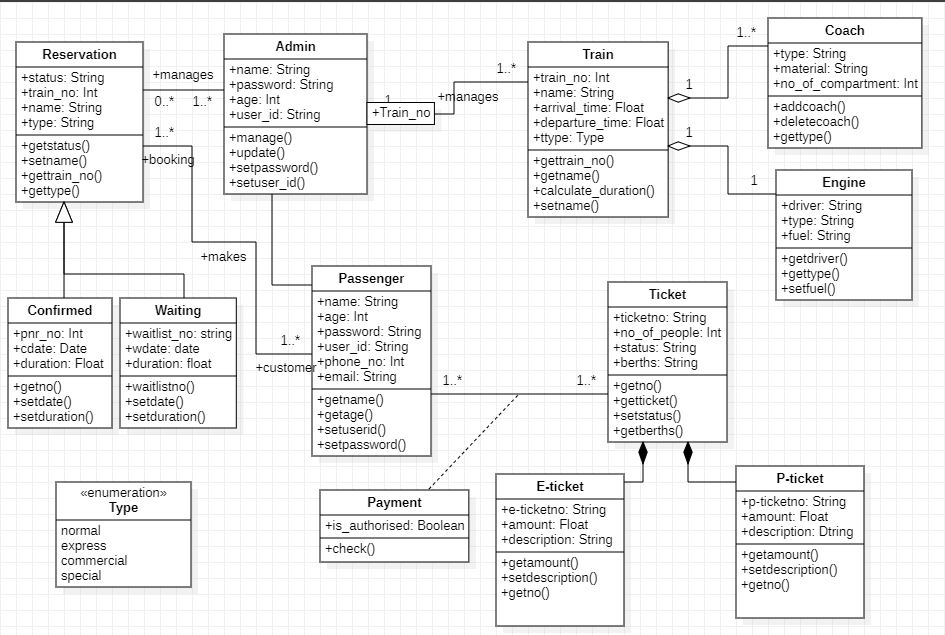 Reservation
+status: String
+train_no: Int
+name: String
+type: String
+getstatus()
+setname()
+gettrain_no()
+gettype()
+manages
0..*
1..*
1..*
+booking
+makes
1..*
+customer
Admin
+name: String
+password: String
+age: Int
+user_id: String
+manage()
+update()
+setpassword()
+setuser_id()
1
+Train_no
+manages
1..*
Train
+train_no: Int
+name: String
+arrival_time: Float
+departure_time: Float
+ttype: Type
+gettrain_no()
+getname()
+calculate_duration()
+setname()
1
1..*
1
1
Coach
+type: String
+material: String
+no_of_compartment: Int
+addcoach()
+deletecoach()
+gettype()
Engine
+driver: String
+type: String
+fuel: String
+getdriver()
+gettype()
+setfuel()
Confirmed
+pnr_no: Int
+cdate: Date
+duration: Float
+getno()
+setdate()
+setduration()
Waiting
+waitlist_no: string
+wdate: date
+duration: float
+waitlistno()
+setdate()
+setduration()
Passenger
+name: String
+age: Int
+password: String
+user_id: String
+phone_no: Int
+email: String
+getname()
+getage()
+setuserid()
+setpassword()
1..*
1..*
Ticket
+ticketno: String
+no_of_people: Int
+status: String
+berths: String
+getno()
+getticket()
+setstatus()
+getberths()
«enumeration»
Type
normal
express
commercial
special
Payment
+is_authorised: Boolean
+check()
E-ticket
+e-ticketno: String
+amount: Float
+description: String
+getamount()
+setdescription()
+getno()
P-ticket
+p-ticketno: String
+amount: Float
+description: Dtring
+getamount()
+setdescription()
+getno()